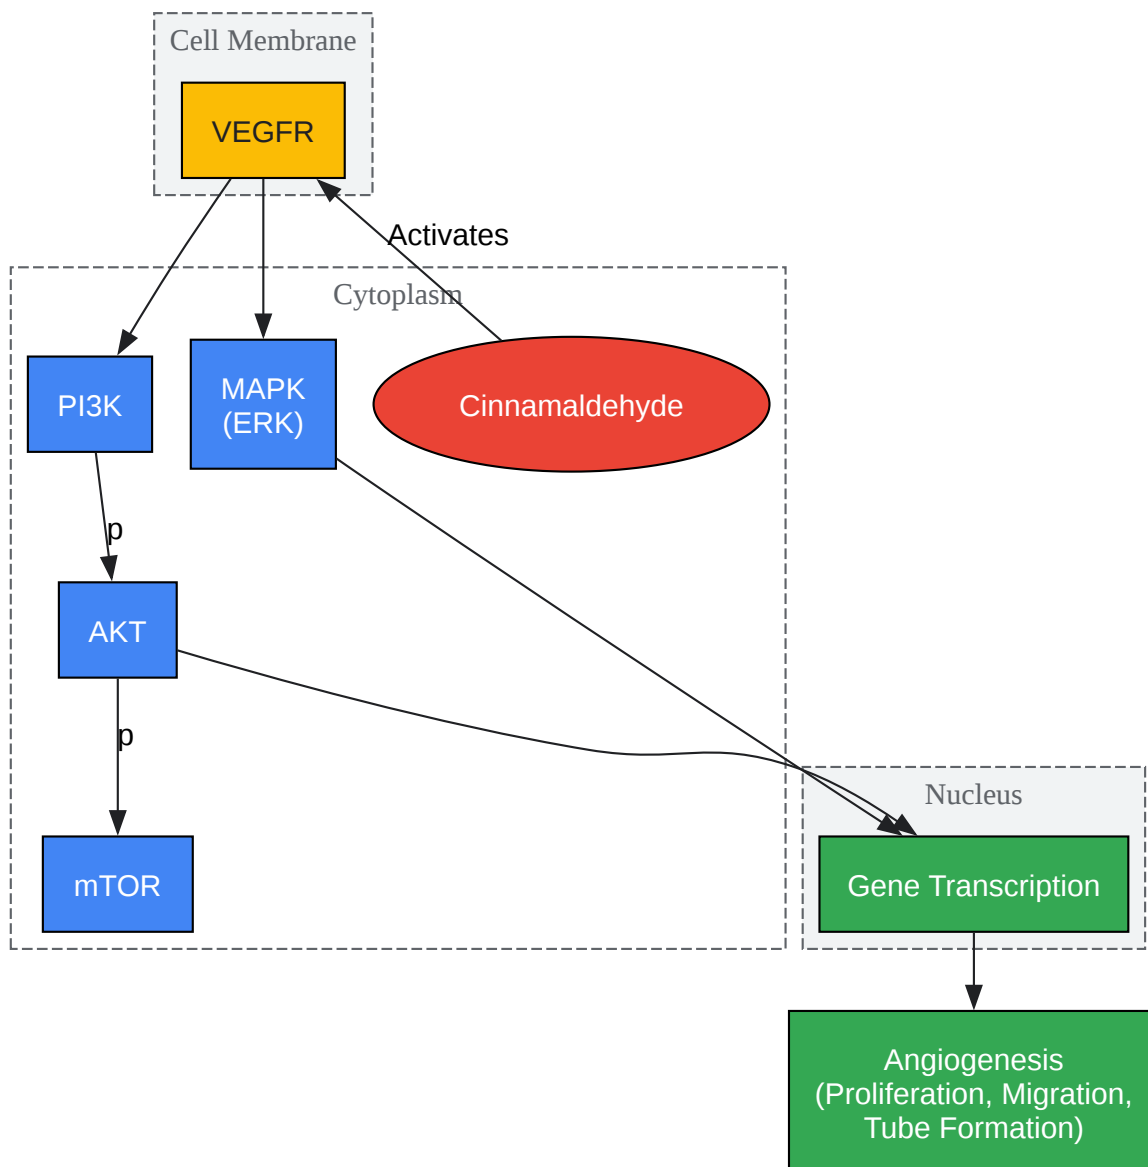 Cell Membrane
VEGFR
Activates
Cytoplasm
PI3K
MAPK
(ERK)
Cinnamaldehyde
p
AKT
p
mTOR
Nucleus
Gene Transcription
Angiogenesis
(Proliferation, Migration,
Tube Formation)